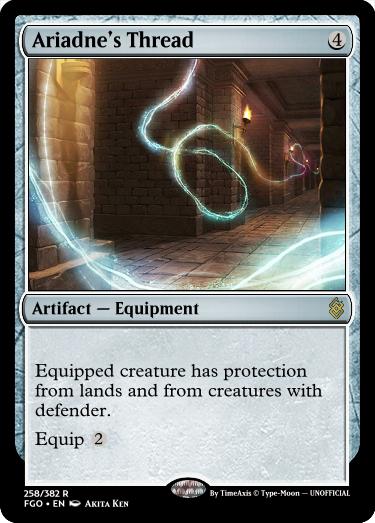 Ariadne's Thread 4
Artifact — Equipment
Equipped creature has protection
from lands and from creatures with
defender.
Equip 2
258/382 R
FGO • EN Akita Ken
By TimeAxis © Type-Moon — UNOFFICIAL